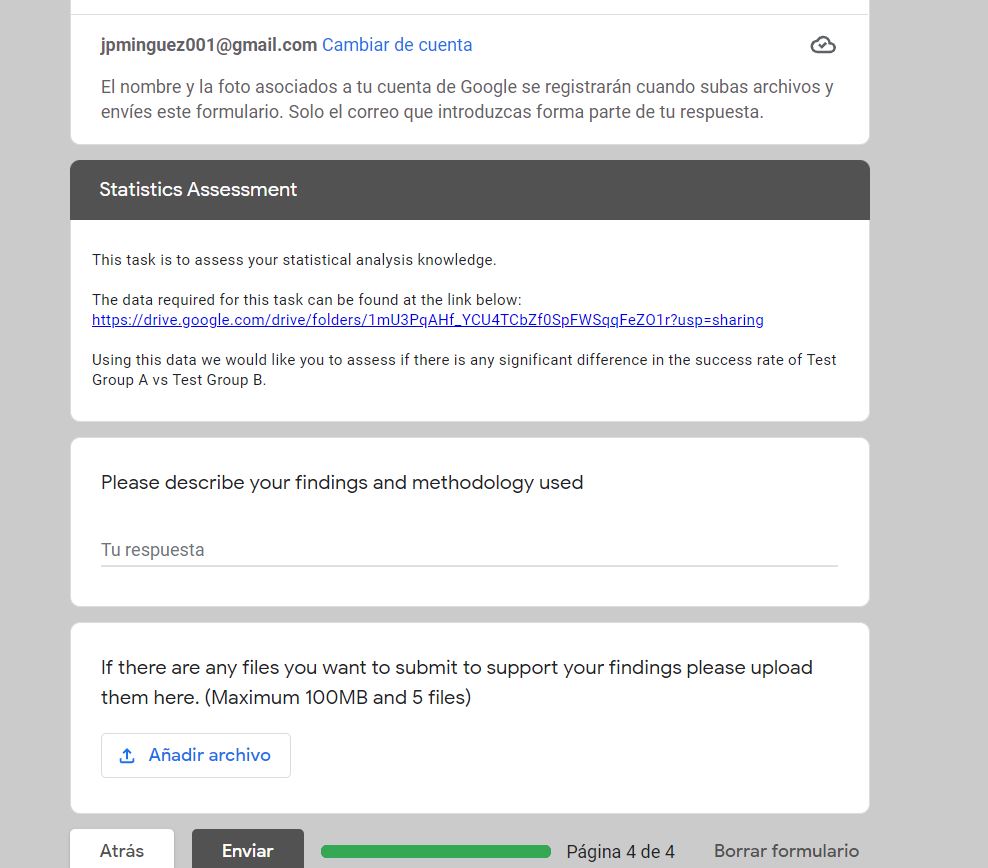 jpminguez001@gmail.com Cambiar de cuenta
El nombre y la foto asociados a tu cuenta de Google se registrarán cuando subas archivos y
envíes este formulario. Solo el correo que introduzcas forma parte de tu respuesta.
Statistics Assessment
This task is to assess your statistical analysis knowledge.
The data required for this task can be found at the link below:
https://drive.google.com/drive/folders/1mU3PqAHf_YCU4TCbZf0SpFWSqqFeZO1r?usp=sharing
Using this data we would like you to assess if there is any significant difference in the success rate of Test
Group A vs Test Group B.
Please describe your findings and methodology used
Tu respuesta
If there are any files you want to submit to support your findings please upload
them here. (Maximum 100MB and 5 files)
Añadir archivo
Atrás
Enviar
Página 4 de 4
Borrar formulario